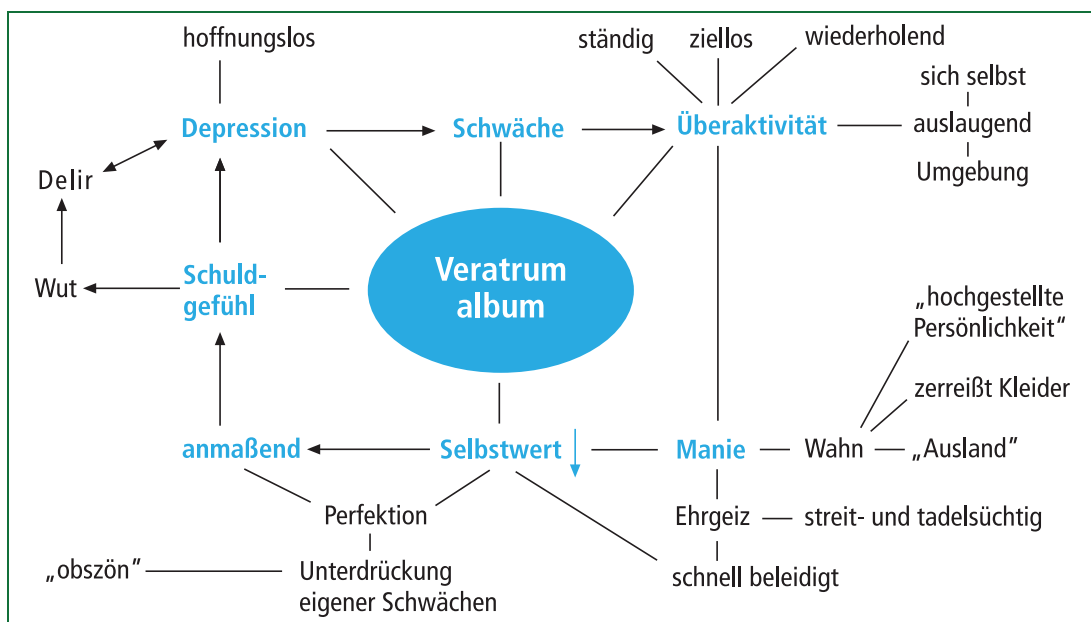 hoffnungslos
ständig
ziellos
wiederholend
sich selbst
Depression
Schwäche
Überaktivität
auslaugend
Umgebung
Delir
Veratrum
album
Wut
Schuld-
gefühl
„hochgestellte
Persönlichkeit“
zerreißt Kleider
anmaßend
Selbstwert ↓
Manie
Wahn
„Ausland“
Perfektion
Ehrgeiz
streit- und tadelsüchtig
„obszön“
Unterdrückung
eigener Schwächen
schnell beleidigt